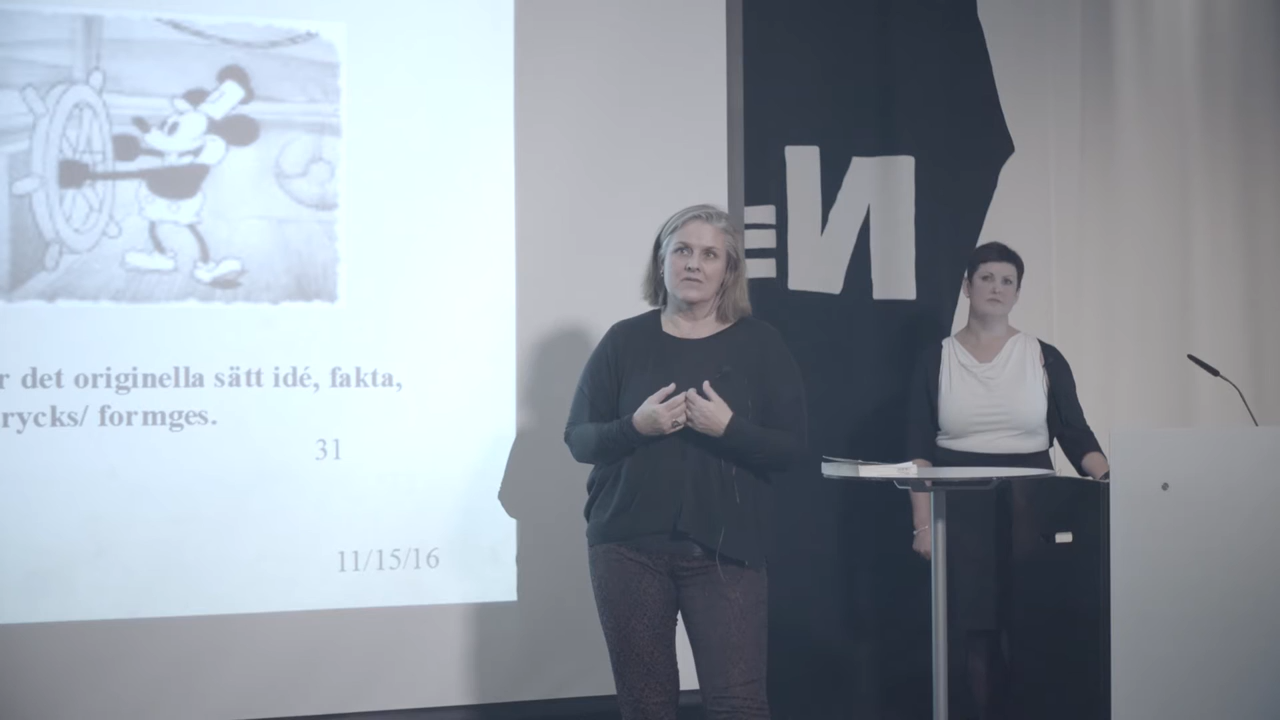 r det originella sätt idé, fakta,
rycks/ formges.
31
11/15/16